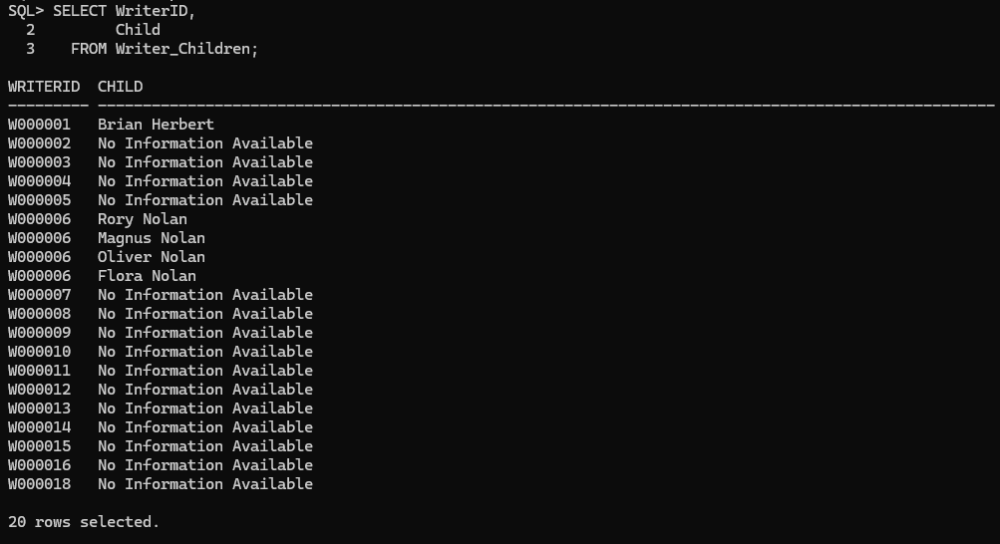 SQL> SELECT WriterID,
  2         Child
  3    FROM Writer_Children;
WRITERID  CHILD
--------- ----------------------------------------------------------------------------------------------------
W000001   Brian Herbert
W000002   No Information Available
W000003   No Information Available
W000004   No Information Available
W000005   No Information Available
W000006   Rory Nolan
W000006   Magnus Nolan
W000006   Oliver Nolan
W000006   Flora Nolan
W000007   No Information Available
W000008   No Information Available
W000009   No Information Available
W000010   No Information Available
W000011   No Information Available
W000012   No Information Available
W000013   No Information Available
W000014   No Information Available
W000015   No Information Available
W000016   No Information Available
W000018   No Information Available
20 rows selected.